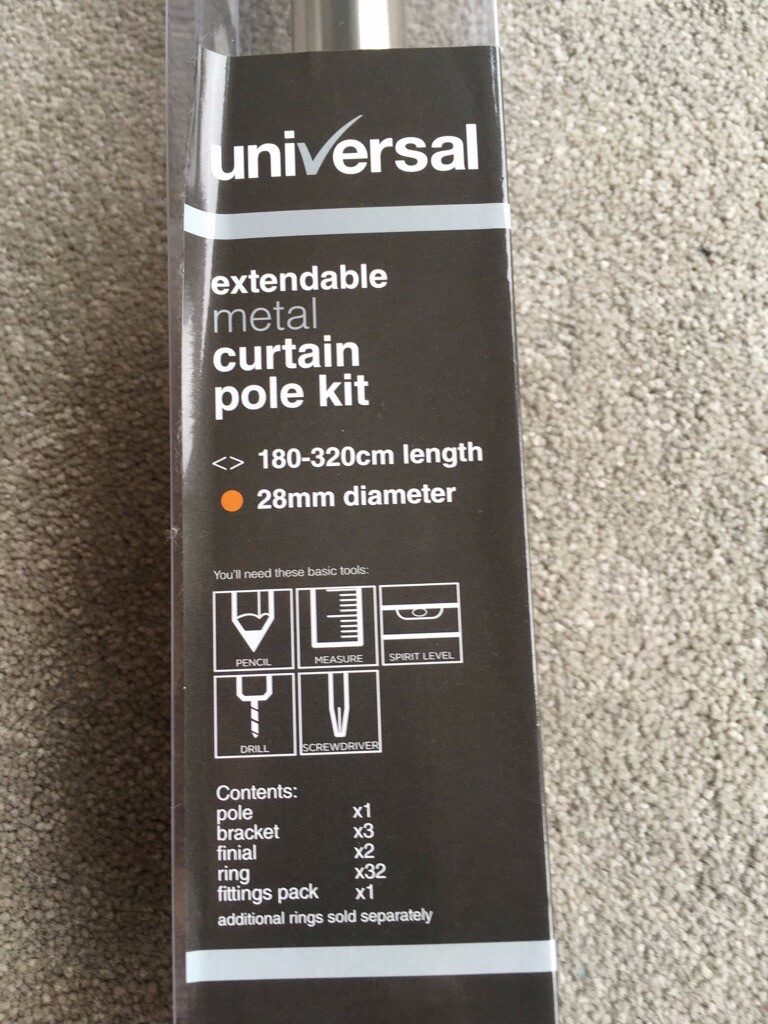 universal
extendable
metal
curtain
pole kit
<> 180-320cm length
28mm diameter
You'll need these basic tools:
PENCIL MEASURE SPIRIT LEVEL
DRILL SCREWDRIVER
Contents:
pole x1
bracket x3
finial x2
ring x32
fittings pack x1
additional rings sold separately